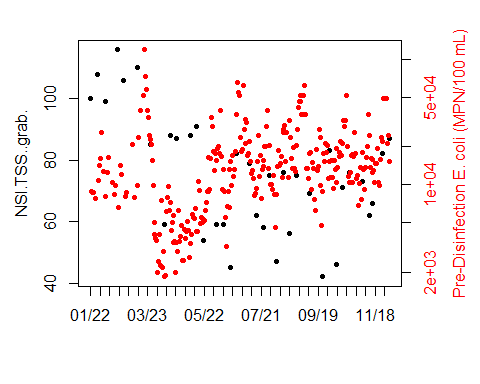 NSI.TSS..grab.
40
60
80
100
01/22
03/23
05/22
07/21
09/19
11/18
2e+03
1e+04
5e+04
Pre-Disinfection E. coli (MPN/100 mL)